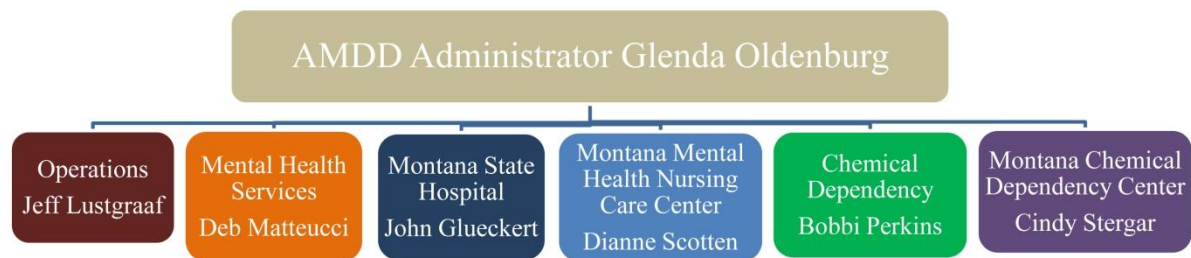 AMDD Administrator Glenda Oldenburg
Operations
Jeff Lustgraaf
Mental Health
Services
Deb Matteucci
Montana State
Hospital
John Glueckert
Montana Mental
Health Nursing
Care Center
Dianne Scotten
Chemical
Dependency
Bobbi Perkins
Montana Chemical
Dependency Center
Cindy Stergar